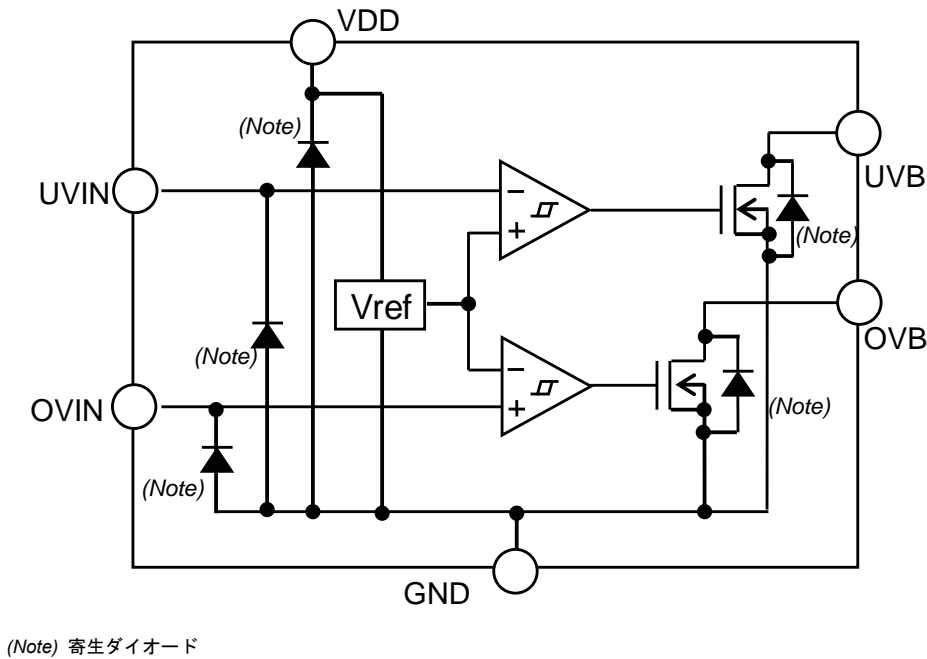 VDD
(Note)
UVIN
−
+
UVB
(Note)
Vref
(Note)
OVB
OVIN
−
+
(Note)
(Note)
GND
(Note) 寄生ダイオード